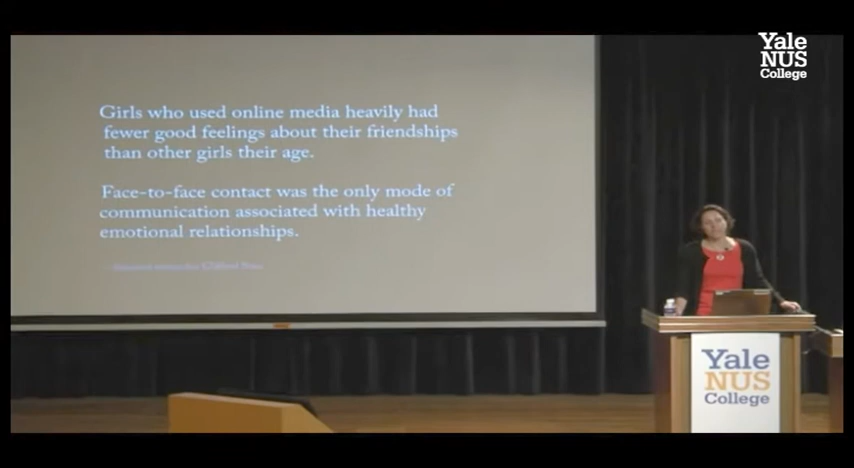 Girls who used online media heavily had
fewer good feelings about their friendships
than other girls their age.
Face-to-face contact was the only mode of
communication associated with healthy
emotional relationships.
Yale
NUS
College
Yale
NUS
College